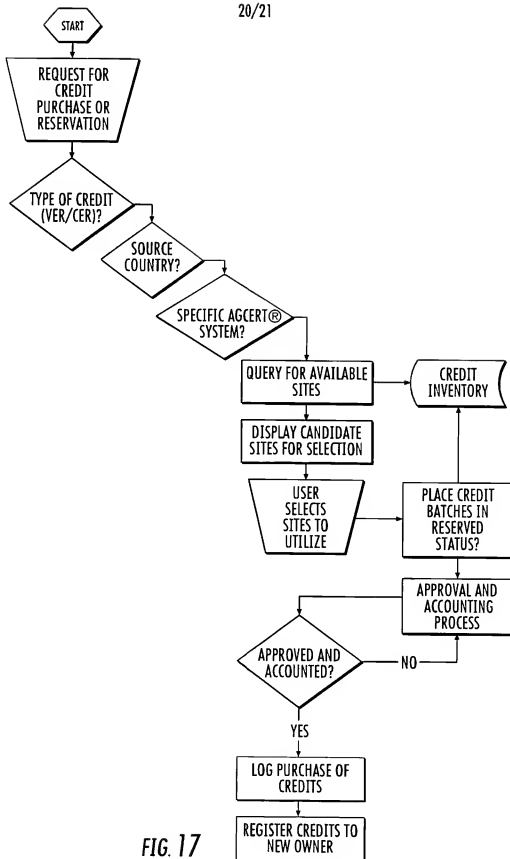 20/21
START
REQUEST FOR
CREDIT
PURCHASE OR
RESERVATION
TYPE OF CREDIT
(VER/CER)?
SOURCE
COUNTRY?
SPECIFIC AGCERT®
SYSTEM?
QUERY FOR AVAILABLE
SITES
CREDIT
INVENTORY
DISPLAY CANDIDATE
SITES FOR SELECTION
USER
SELECTS
SITES TO
UTILIZE
PLACE CREDIT
BATCHES IN
RESERVED
STATUS?
APPROVAL AND
ACCOUNTING
PROCESS
APPROVED AND
ACCOUNTED?
NO
YES
LOG PURCHASE OF
CREDITS
REGISTER CREDITS TO
NEW OWNER
FIG. 17